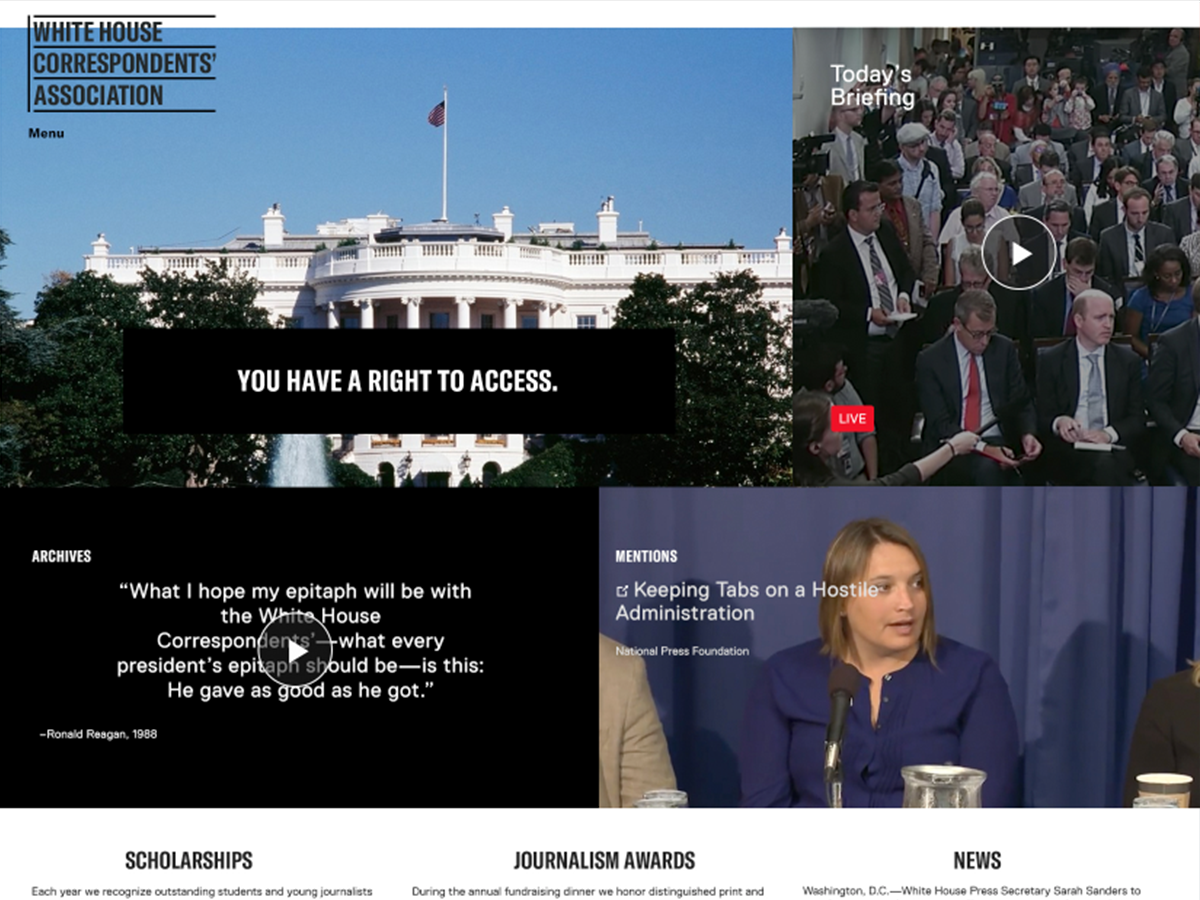 WHITE HOUSE
CORRESPONDENTS’
ASSOCIATION
Menu
Today’s
Briefing
YOU HAVE A RIGHT TO ACCESS.
LIVE
ARCHIVES
“What I hope my epitaph will be with
the White House
Correspondents’—what every
president’s epitaph should be—is this:
He gave as good as he got.”
–Ronald Reagan, 1988
MENTIONS
Keeping Tabs on a Hostile
Administration
National Press Foundation
SCHOLARSHIPS
Each year we recognize outstanding students and young journalists
JOURNALISM AWARDS
During the annual fundraising dinner we honor distinguished print and
NEWS
Washington, D.C.—White House Press Secretary Sarah Sanders to